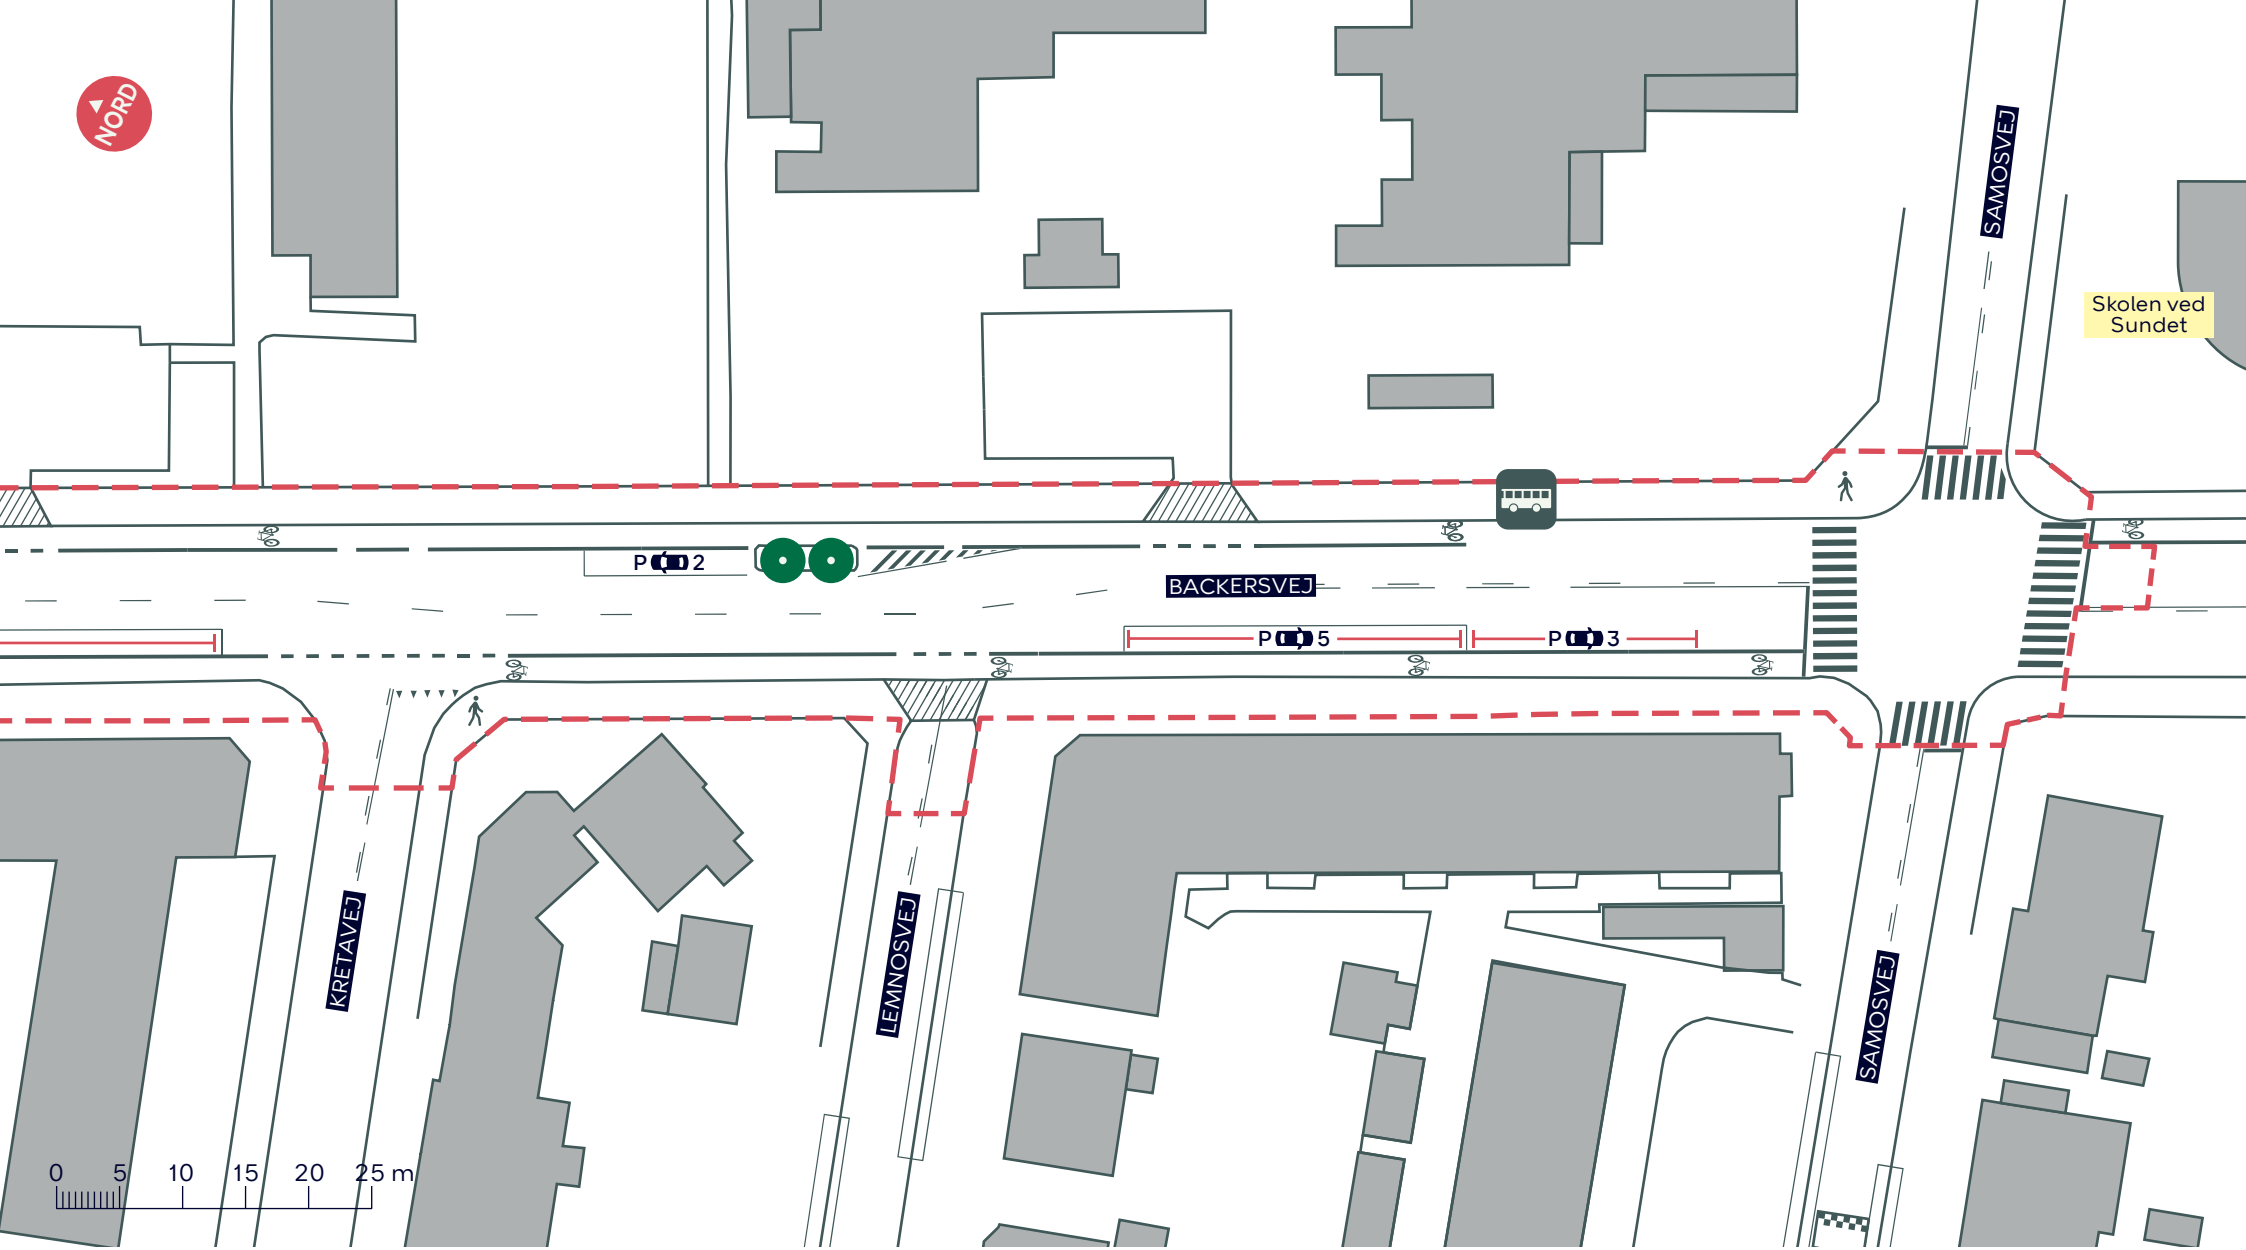 NORD
SAMOSVEJ
Skolen ved
Sundet
P 2
BACKERSVEJ
P 5
P 3
KRETAVEJ
LEMNOSVEJ
SAMOSVEJ
0 5 10 15 20 25 m